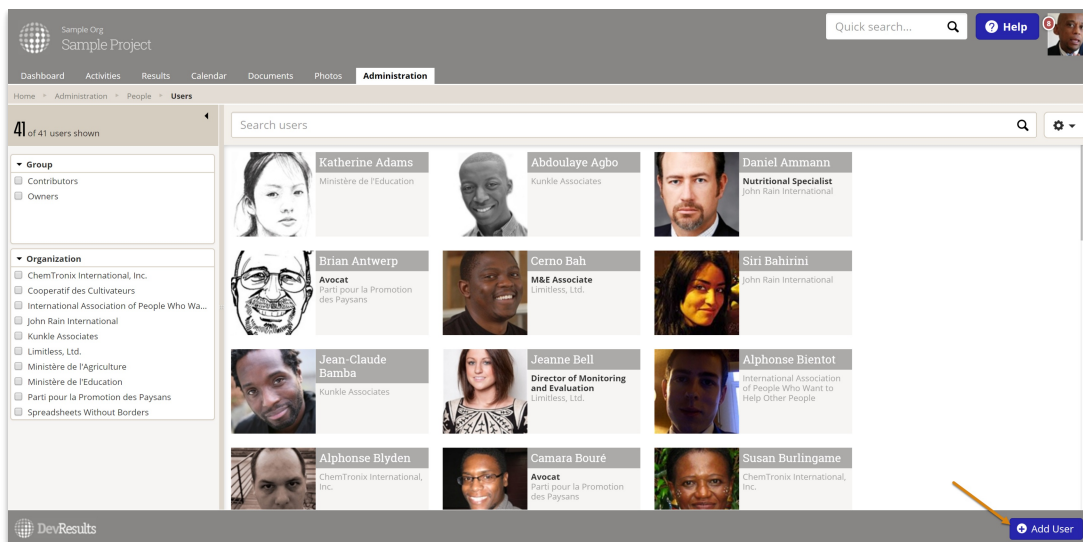 Sample Org
Sample Project
Quick search...
Help
8
Dashboard Activities Results Calendar Documents Photos Administration
Home Administration People Users
41 of 41 users shown
Search users
Group
Contributors
Owners
Organization
ChemTronix International, Inc.
Cooperatif des Cultivateurs
International Association of People Who Wa...
John Rain International
Kunkle Associates
Limitless, Ltd.
Ministère de l'Agriculture
Ministère de l'Education
Parti pour la Promotion des Paysans
Spreadsheets Without Borders
Katherine Adams
Ministère de l'Education
Abdoulaye Agbo
Kunkle Associates
Daniel Ammann
Nutritional Specialist
John Rain International
Brian Antwerp
Avocat
Parti pour la Promotion
des Paysans
Cerno Bah
M&E Associate
Limitless, Ltd.
Siri Bahirini
John Rain International
Jean-Claude
Bamba
Kunkle Associates
Jeanne Bell
Director of Monitoring
and Evaluation
Limitless, Ltd.
Alphonse Bientot
International Association
of People Who Want to
Help Other People
Alphonse Blyden
ChemTronix International,
Inc.
Camara Bouré
Avocat
Parti pour la Promotion
des Paysans
Susan Burlingame
ChemTronix International,
Inc.
DevResults
Add User